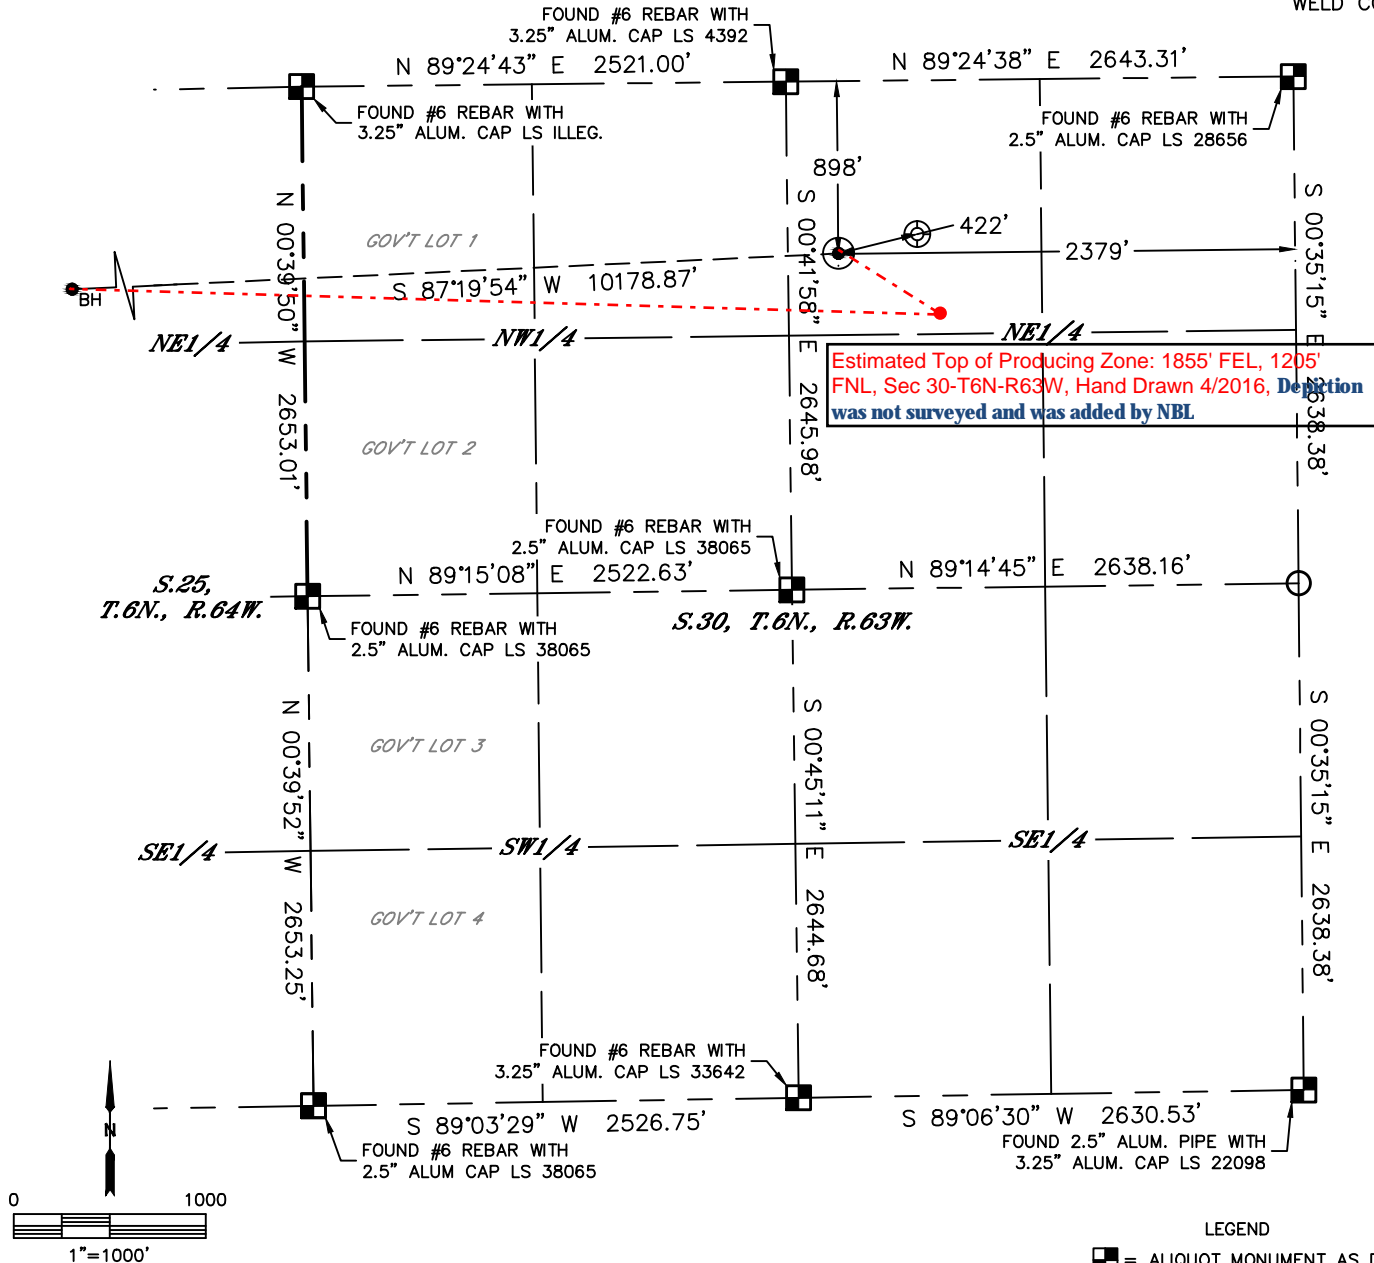 WELD CO
FOUND #6 REBAR WITH
3.25" ALUM. CAP LS 4392
N 89°24'43" E 2521.00'
N 89°24'38" E 2643.31'
FOUND #6 REBAR WITH
3.25" ALUM. CAP LS ILLEG.
FOUND #6 REBAR WITH
2.5" ALUM. CAP LS 28656
898'
N 00°39'50" W 2653.01'
S 00°41'58" E 2645.98'
S 00°35'15" E 2638.38'
GOV'T LOT 1
422'
2379'
BH
S 87°19'54" W 10178.87'
NE1/4
NW1/4
NE1/4
Estimated Top of Producing Zone: 1855' FEL, 1205'
FNL, Sec 30-T6N-R63W, Hand Drawn 4/2016, Depiction
was not surveyed and was added by NBL
GOV'T LOT 2
FOUND #6 REBAR WITH
2.5" ALUM. CAP LS 38065
N 89°15'08" E 2522.63'
N 89°14'45" E 2638.16'
S.25,
T.6N., R.64W.
S.30, T.6N., R.63W.
FOUND #6 REBAR WITH
2.5" ALUM. CAP LS 38065
N 00°39'52" W 2653.25'
S 00°45'11" E 2644.68'
S 00°35'15" E 2638.38'
GOV'T LOT 3
SE1/4
SW1/4
SE1/4
GOV'T LOT 4
FOUND #6 REBAR WITH
3.25" ALUM. CAP LS 33642
S 89°03'29" W 2526.75'
S 89°06'30" W 2630.53'
FOUND #6 REBAR WITH
2.5" ALUM CAP LS 38065
FOUND 2.5" ALUM. PIPE WITH
3.25" ALUM. CAP LS 22098
N
0 1000
1"=1000'
LEGEND
= ALIQUOT MONUMENT AS D